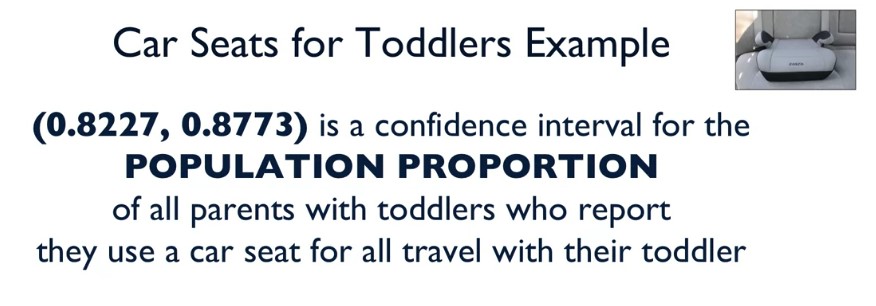 Car Seats for Toddlers Example
(0.8227, 0.8773) is a confidence interval for the
POPULATION PROPORTION
of all parents with toddlers who report
they use a car seat for all travel with their toddler